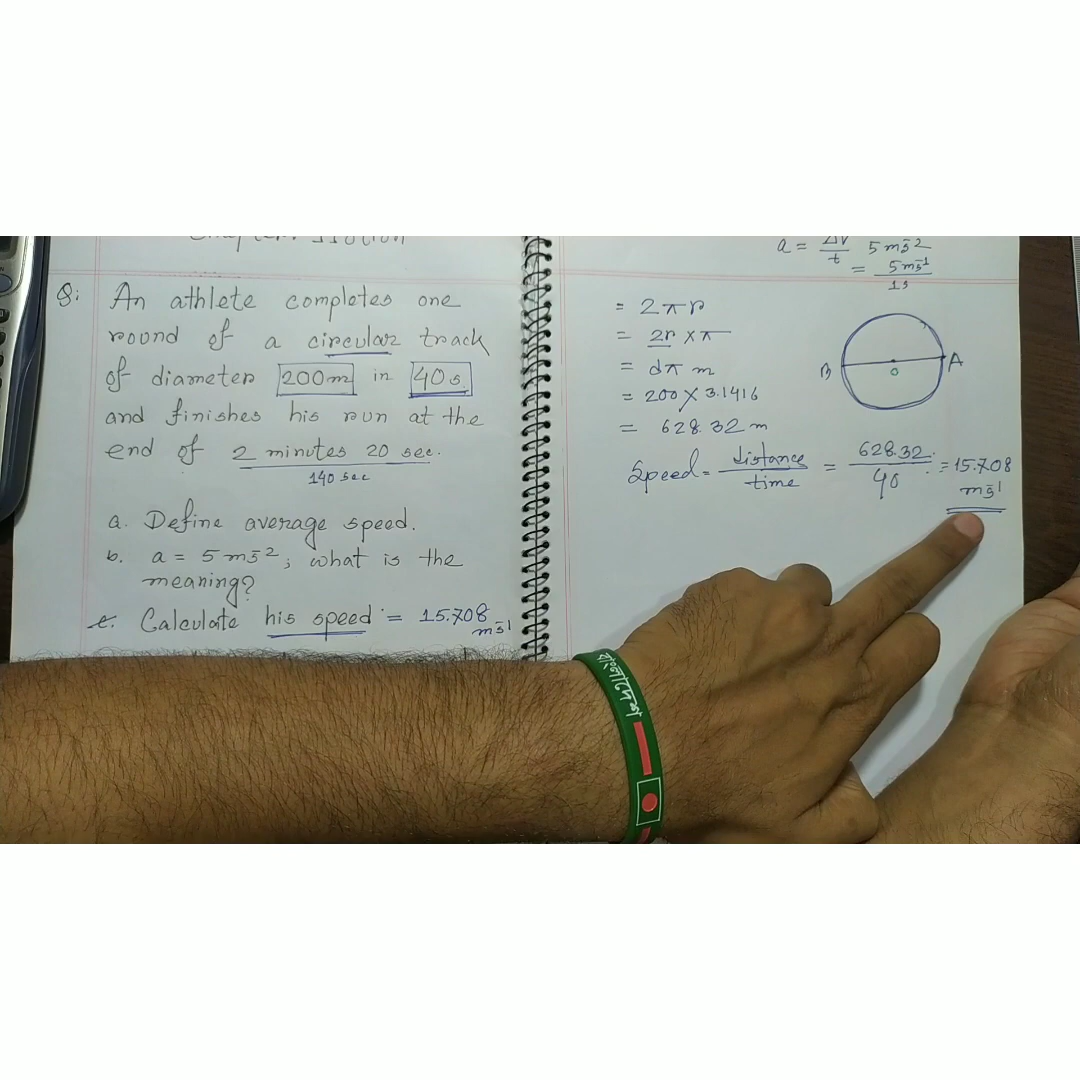 Q: An athlete completes one
round of a circular track
of diameter 200m in 40s
and finishes his run at the
end of 2 minutes 20 sec.
140 sec
a. Define average speed.
b. a = 5 ms⁻²; what is the
meaning?
c. Calculate his speed = 15.708
ms⁻¹
a = ΔV/t 5 ms⁻²
= 5ms⁻¹/1s
= 2πr
= 2r × π
= dπ m
= 200 × 3.1416
= 628.32 m
B O A
Speed = distance/time = 628.32/40 = 15.708
ms⁻¹